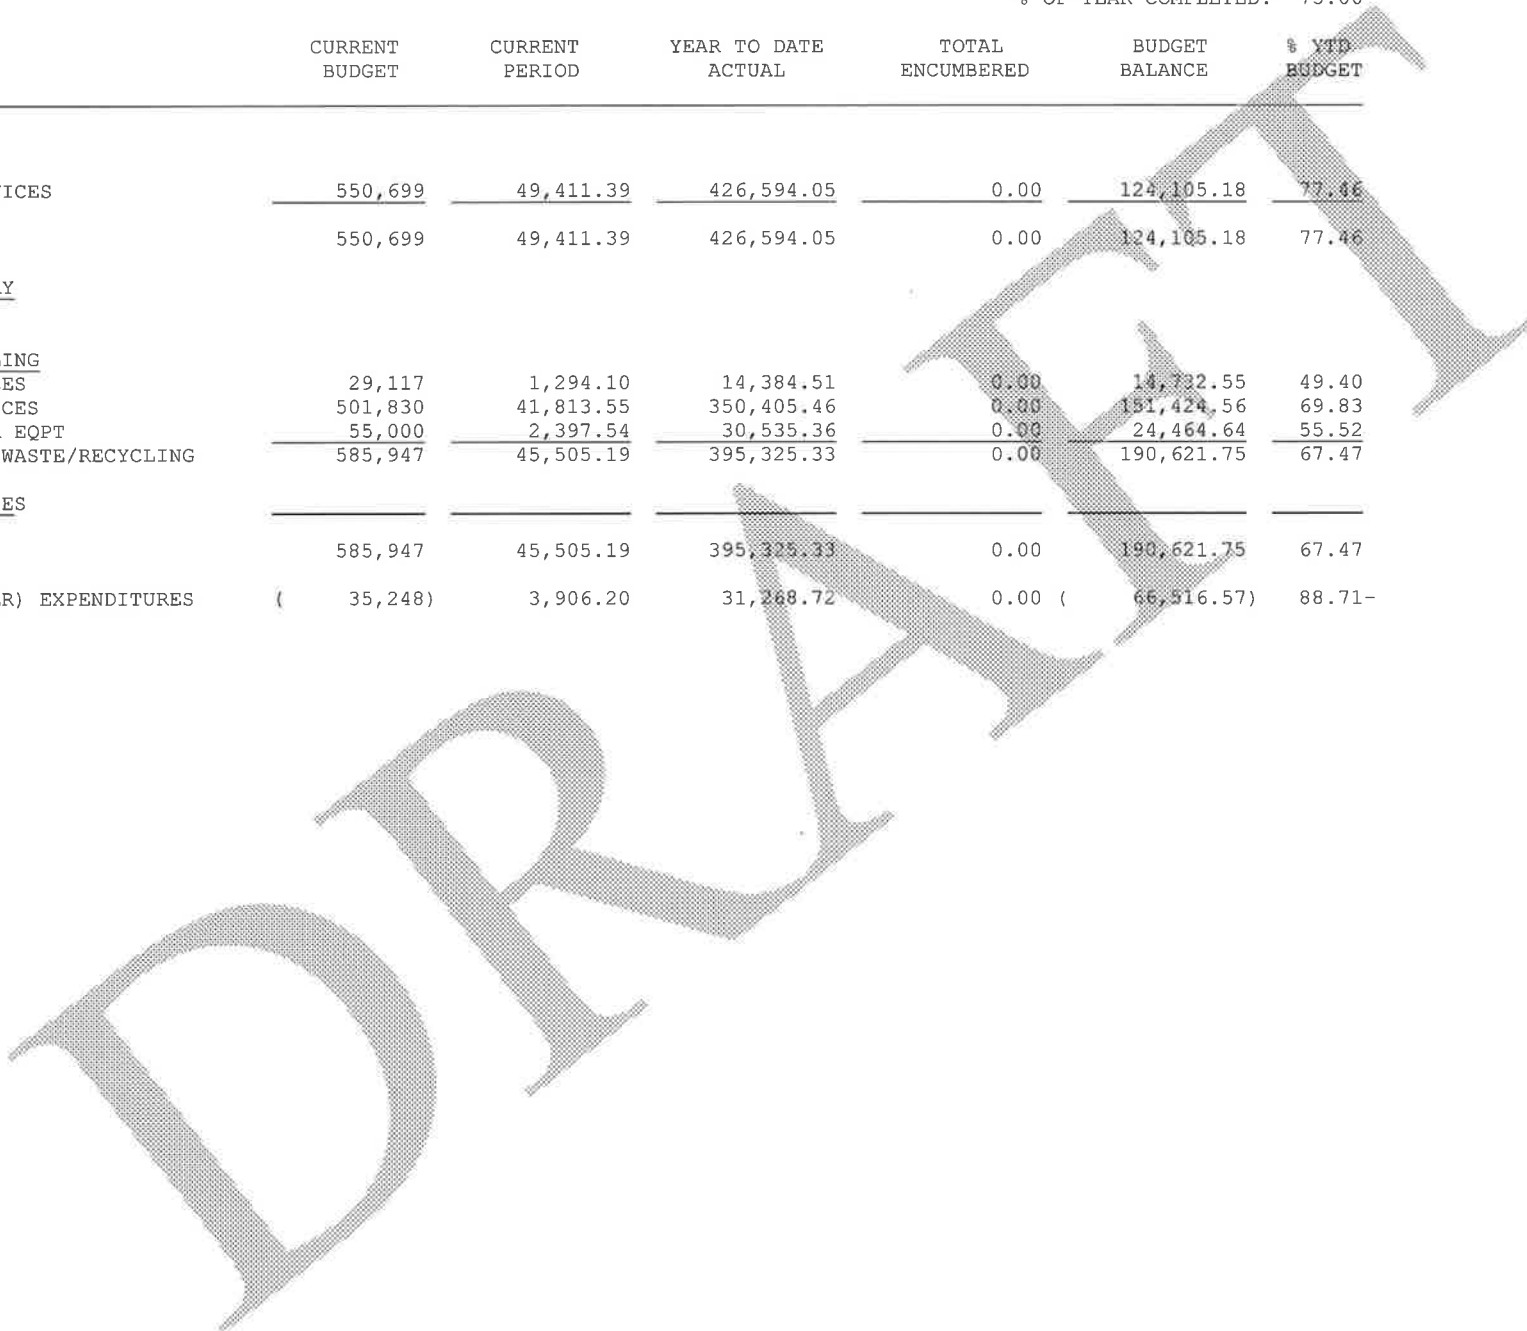 % OF YEAR COMPLETED: 75.00
CURRENT CURRENT YEAR TO DATE TOTAL BUDGET % YTD
BUDGET PERIOD ACTUAL ENCUMBERED BALANCE BUDGET
VICES 550,699 49,411.39 426,594.05 0.00 124,105.18 77.46
550,699 49,411.39 426,594.05 0.00 124,105.18 77.46
RY
LING
ES 29,117 1,294.10 14,384.51 0.00 14,732.55 49.40
CES 501,830 41,813.55 350,405.46 0.00 151,424.56 69.83
EQPT 55,000 2,397.54 30,535.36 0.00 24,464.64 55.52
WASTE/RECYCLING 585,947 45,505.19 395,325.33 0.00 190,621.75 67.47
ES
585,947 45,505.19 395,325.33 0.00 190,621.75 67.47
ER) EXPENDITURES ( 35,248) 3,906.20 31,268.72 0.00 ( 66,516.57) 88.71-
DRAFT